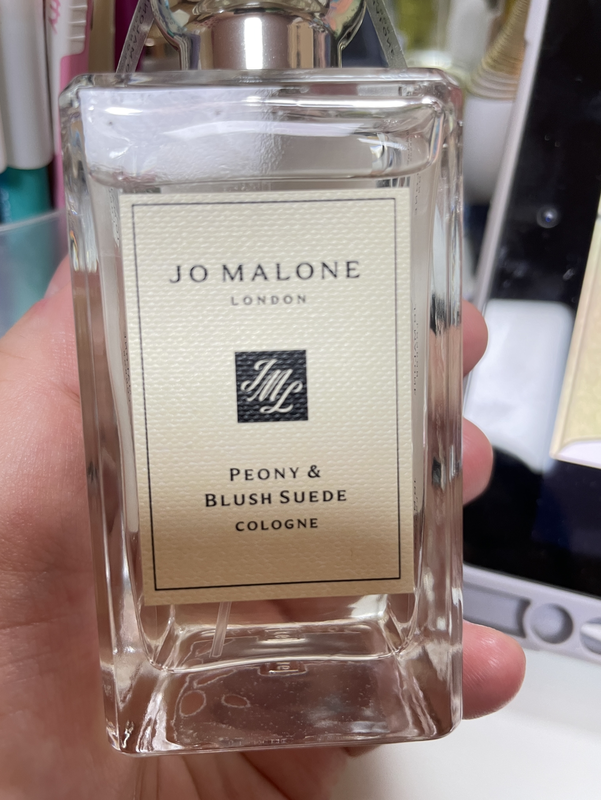 JO MALONE
LONDON
JML
PEONY &
BLUSH SUEDE
COLOGNE